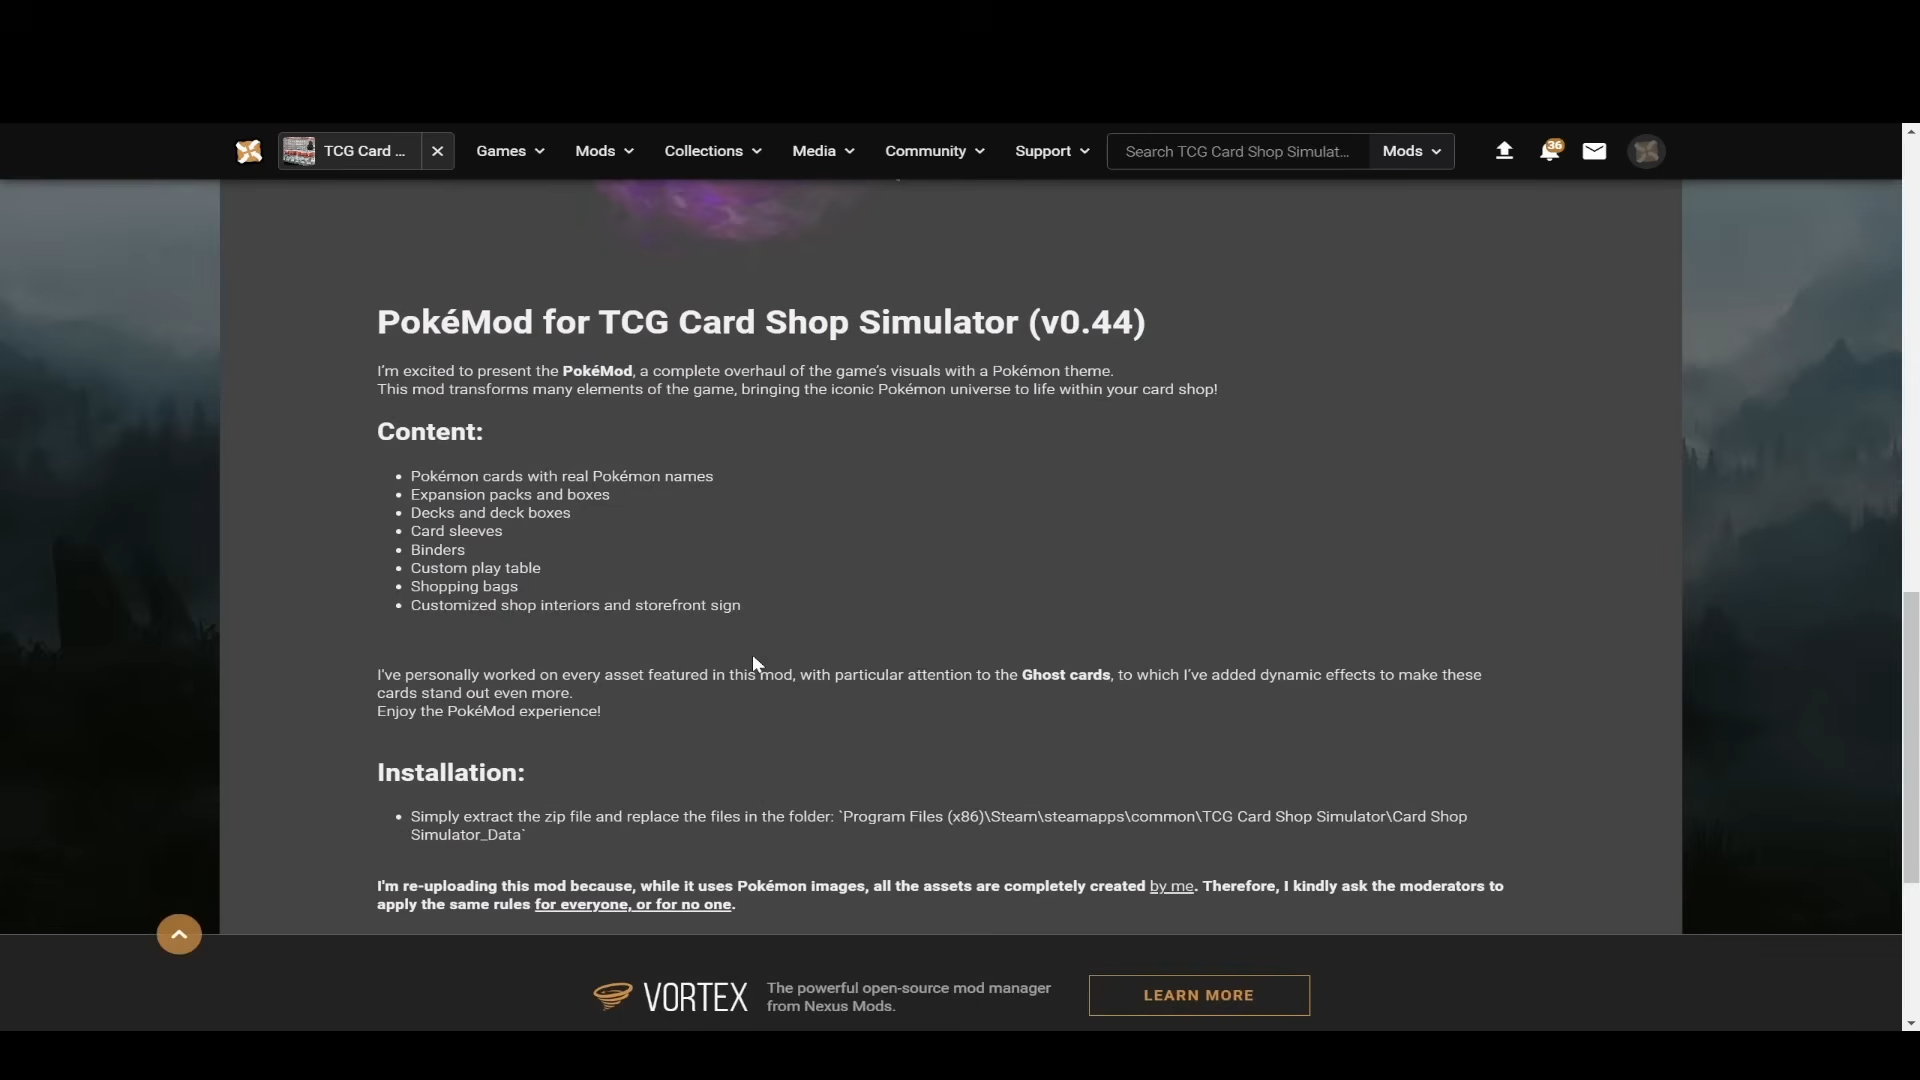 TCG Card ...
Games
Mods
Collections
Media
Community
Support
Search TCG Card Shop Simulat...
Mods
36
PokéMod for TCG Card Shop Simulator (v0.44)
I'm excited to present the PokéMod, a complete overhaul of the game's visuals with a Pokémon theme.
This mod transforms many elements of the game, bringing the iconic Pokémon universe to life within your card shop!
Content:
• Pokémon cards with real Pokémon names
• Expansion packs and boxes
• Decks and deck boxes
• Card sleeves
• Binders
• Custom play table
• Shopping bags
• Customized shop interiors and storefront sign
I've personally worked on every asset featured in this mod, with particular attention to the Ghost cards, to which I've added dynamic effects to make these
cards stand out even more.
Enjoy the PokéMod experience!
Installation:
• Simply extract the zip file and replace the files in the folder: `Program Files (x86)\Steam\steamapps\common\TCG Card Shop Simulator\Card Shop
Simulator_Data`
I'm re-uploading this mod because, while it uses Pokémon images, all the assets are completely created by me. Therefore, I kindly ask the moderators to
apply the same rules for everyone, or for no one.
VORTEX
The powerful open-source mod manager
from Nexus Mods.
LEARN MORE